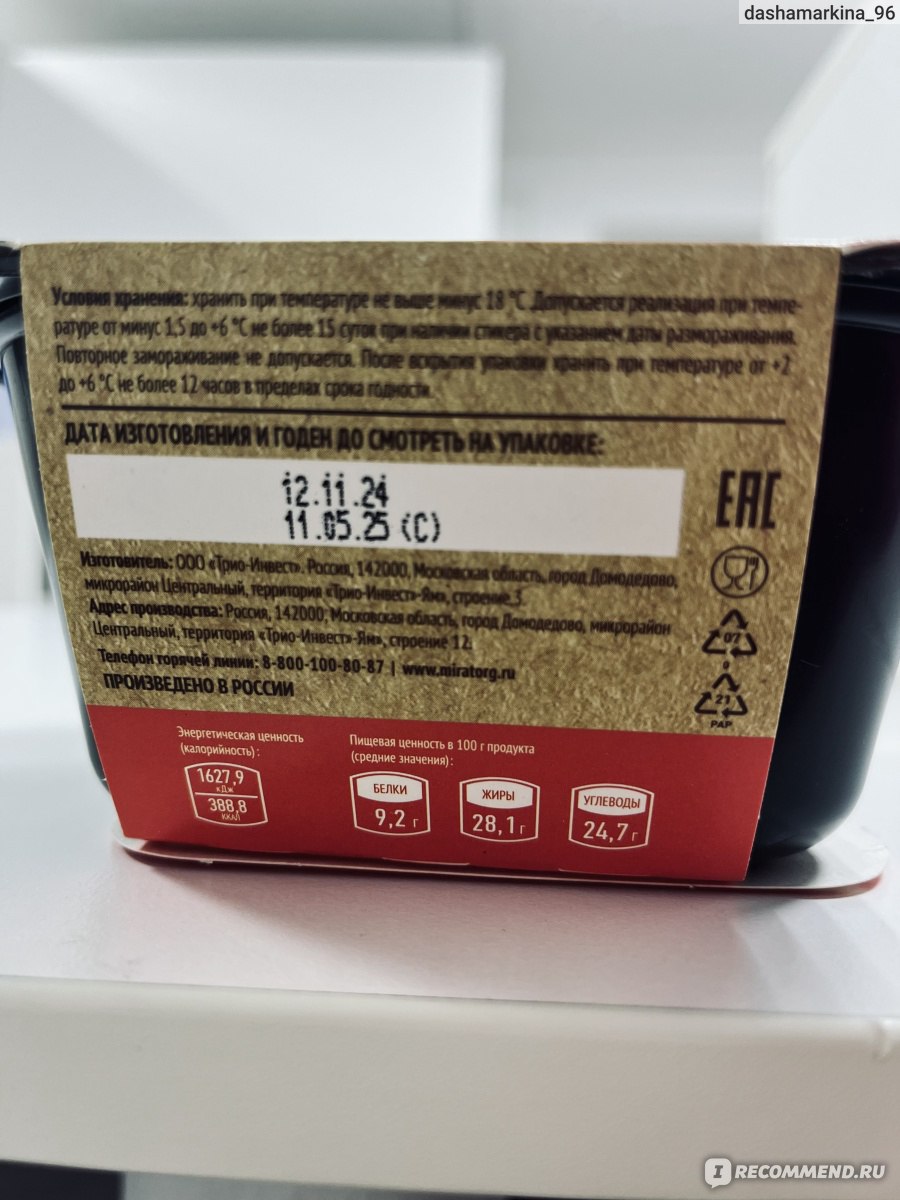 dashamarkina_96
Условия хранения: хранить при температуре не выше минус 18 °С. Допускается реализация при темпе-
ратуре от минус 1,5 до +6 °С не более 15 суток при наличии стикера с указанием даты размораживания.
Повторное замораживание не допускается. После вскрытия упаковки хранить при температуре от +2
до +6 °С не более 12 часов в пределах срока годности.
ДАТА ИЗГОТОВЛЕНИЯ И ГОДЕН ДО СМОТРЕТЬ НА УПАКОВКЕ:
12.11.24
11.05.25 (С)
EAC
Изготовитель: ООО «Трио-Инвест». Россия, 142000, Московская область, город Домодедово,
микрорайон Центральный, территория «Трио-Инвест-Ям», строение 3.
Адрес производства: Россия, 142000, Московская область, город Домодедово, микрорайон
Центральный, территория «Трио-Инвест-Ям», строение 12.
Телефон горячей линии: 8-800-100-80-87 | www.miratorg.ru
ПРОИЗВЕДЕНО В РОССИИ
07
0
21
PAP
Энергетическая ценность
(калорийность):
1627,9
кДж
388,8
ККАЛ
Пищевая ценность в 100 г продукта
(средние значения):
БЕЛКИ
9,2 г
ЖИРЫ
28,1 г
УГЛЕВОДЫ
24,7 г
IRECOMMEND.RU